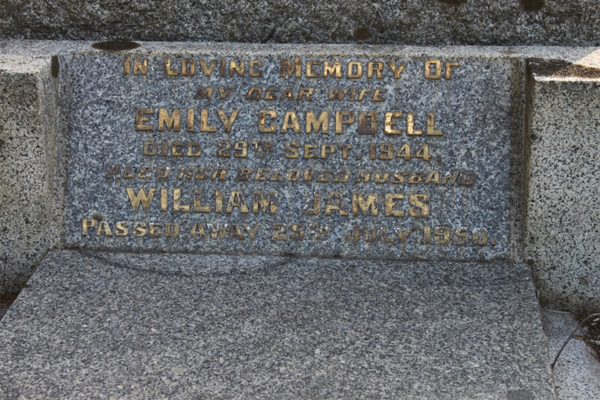 In Loving Memory Of
MY DEAR WIFE
EMILY CAMPBELL
DIED 29TH SEPT. 1944.
ALSO HER BELOVED HUSBAND
WILLIAM JAMES
PASSED AWAY 25TH JULY 1950.